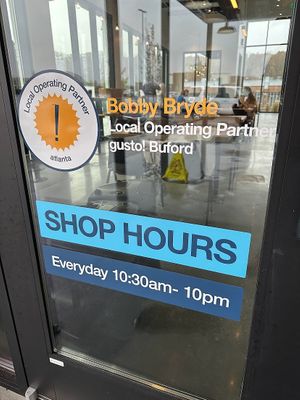 Local Operating Partner
!
atlanta
Bobby Bryde
Local Operating Partner
gusto! Buford
SHOP HOURS
Everyday 10:30am- 10pm